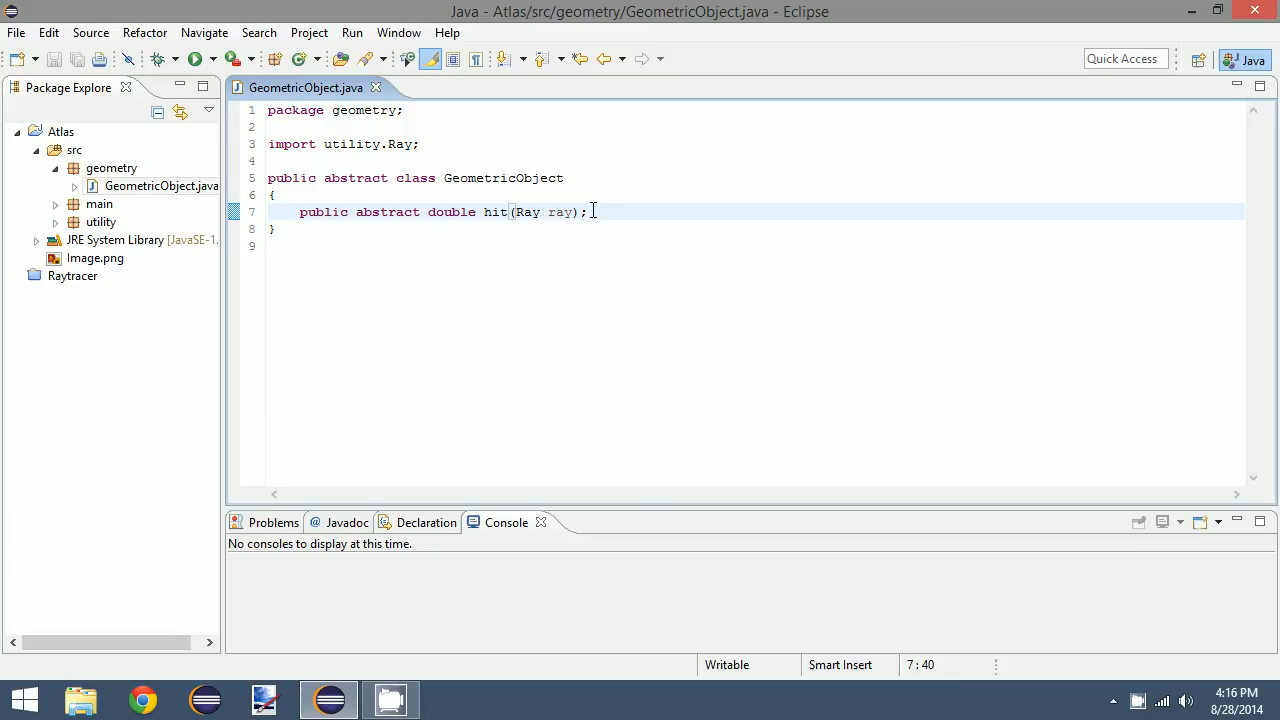 Java - Atlas/src/geometry/GeometricObject.java - Eclipse
File Edit Source Refactor Navigate Search Project Run Window Help
Quick Access
Java
Package Explore
GeometricObject.java
Atlas
src
geometry
GeometricObject.java
main
utility
JRE System Library [JavaSE-1.
Image.png
Raytracer
1 package geometry;
2
3 import utility.Ray;
4
5 public abstract class GeometricObject
6 {
7 public abstract double hit(Ray ray);
8 }
9
Problems @ Javadoc Declaration Console
No consoles to display at this time.
Writable Smart Insert 7 : 40
4:16 PM
8/28/2014